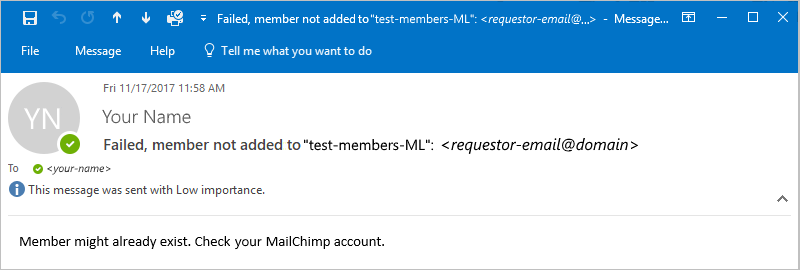 Failed, member not added to "test-members-ML": <requestor-email@...> - Message...
File Message Help Tell me what you want to do
Fri 11/17/2017 11:58 AM
YN
Your Name
Failed, member not added to "test-members-ML": <requestor-email@domain>
To <your-name>
This message was sent with Low importance.
Member might already exist. Check your MailChimp account.